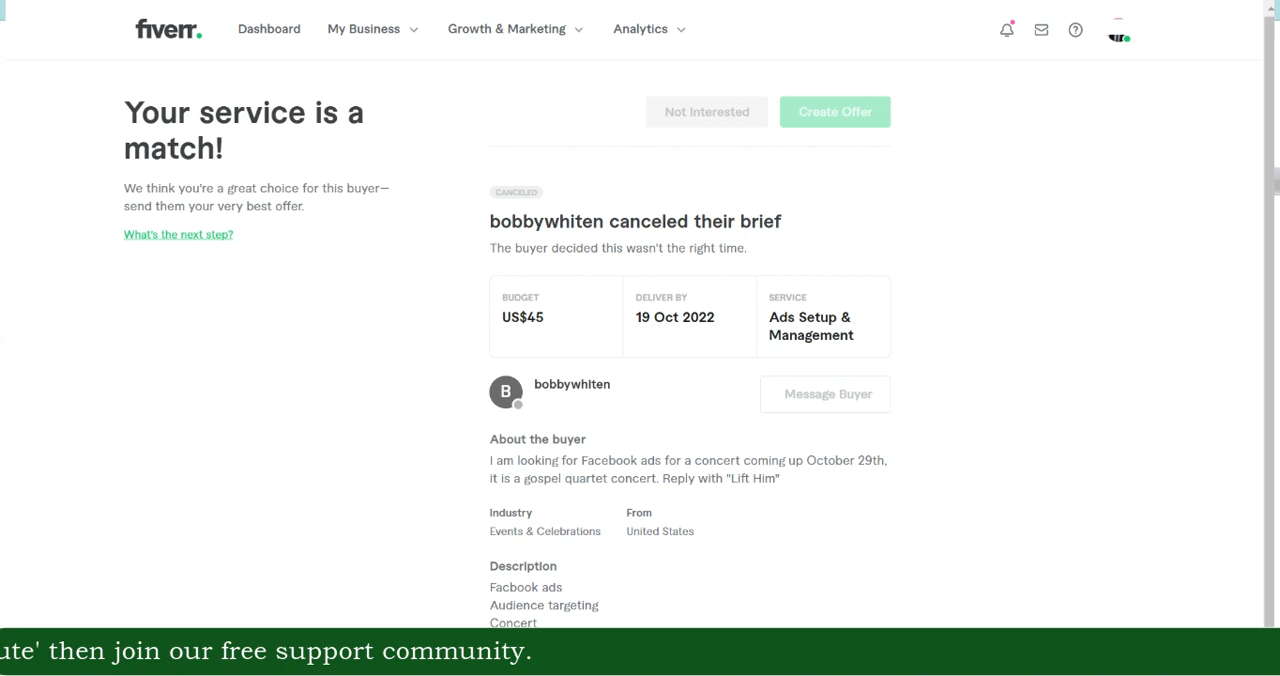 fiverr.
Dashboard
My Business
Growth & Marketing
Analytics
Your service is a
match!
We think you're a great choice for this buyer—
send them your very best offer.
What's the next step?
Not Interested
Create Offer
CANCELED
bobbywhiten canceled their brief
The buyer decided this wasn't the right time.
BUDGET
US$45
DELIVER BY
19 Oct 2022
SERVICE
Ads Setup &
Management
B
bobbywhiten
Message Buyer
About the buyer
I am looking for Facebook ads for a concert coming up October 29th,
it is a gospel quartet concert. Reply with "Lift Him"
Industry
From
Events & Celebrations
United States
Description
Facbook ads
Audience targeting
Concert
then join our free support community.